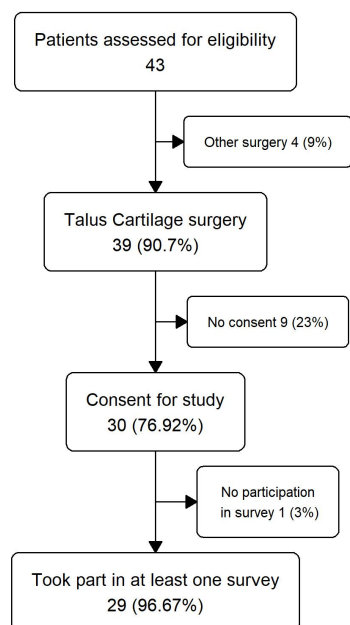 Patients assessed for eligibility
43
Other surgery 4 (9%)
Talus Cartilage surgery
39 (90.7%)
No consent 9 (23%)
Consent for study
30 (76.92%)
No participation
in survey 1 (3%)
Took part in at least one survey
29 (96.67%)